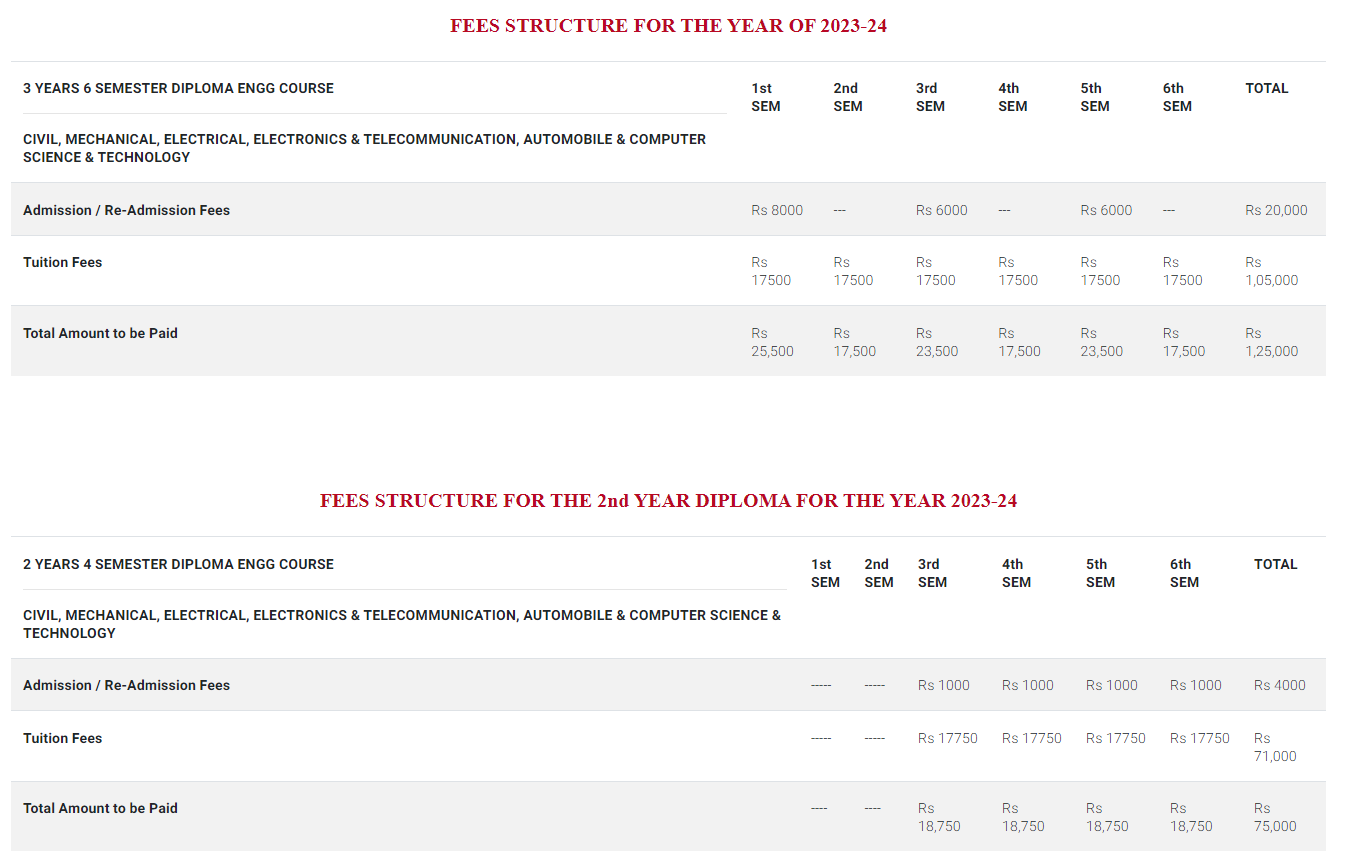 FEES STRUCTURE FOR THE YEAR OF 2023-24
3 YEARS 6 SEMESTER DIPLOMA ENGG COURSE 1st SEM 2nd SEM 3rd SEM 4th SEM 5th SEM 6th SEM TOTAL
CIVIL, MECHANICAL, ELECTRICAL, ELECTRONICS & TELECOMMUNICATION, AUTOMOBILE & COMPUTER
SCIENCE & TECHNOLOGY
Admission / Re-Admission Fees Rs 8000 --- Rs 6000 --- Rs 6000 --- Rs 20,000
Tuition Fees Rs 17500 Rs 17500 Rs 17500 Rs 17500 Rs 17500 Rs 17500 Rs 1,05,000
Total Amount to be Paid Rs 25,500 Rs 17,500 Rs 23,500 Rs 17,500 Rs 23,500 Rs 17,500 Rs 1,25,000
FEES STRUCTURE FOR THE 2nd YEAR DIPLOMA FOR THE YEAR 2023-24
2 YEARS 4 SEMESTER DIPLOMA ENGG COURSE 1st SEM 2nd SEM 3rd SEM 4th SEM 5th SEM 6th SEM TOTAL
CIVIL, MECHANICAL, ELECTRICAL, ELECTRONICS & TELECOMMUNICATION, AUTOMOBILE & COMPUTER SCIENCE &
TECHNOLOGY
Admission / Re-Admission Fees ----- ----- Rs 1000 Rs 1000 Rs 1000 Rs 1000 Rs 4000
Tuition Fees ----- ----- Rs 17750 Rs 17750 Rs 17750 Rs 17750 Rs 71,000
Total Amount to be Paid ---- ---- Rs 18,750 Rs 18,750 Rs 18,750 Rs 18,750 Rs 75,000